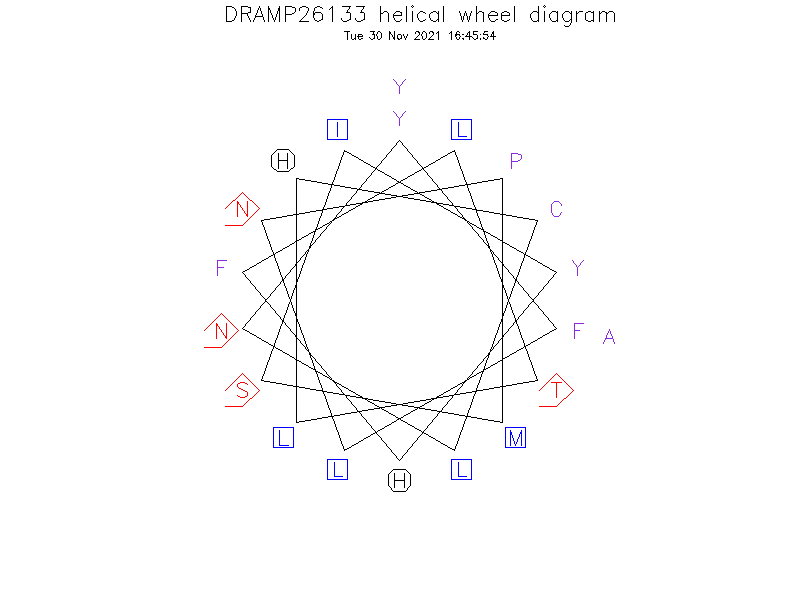 DRAMP26133 helical wheel diagram
Tue 30 Nov 2021 16:45:54
Y
Y
I L
H P
N C
F Y
N F A
S T
L M
L L
H